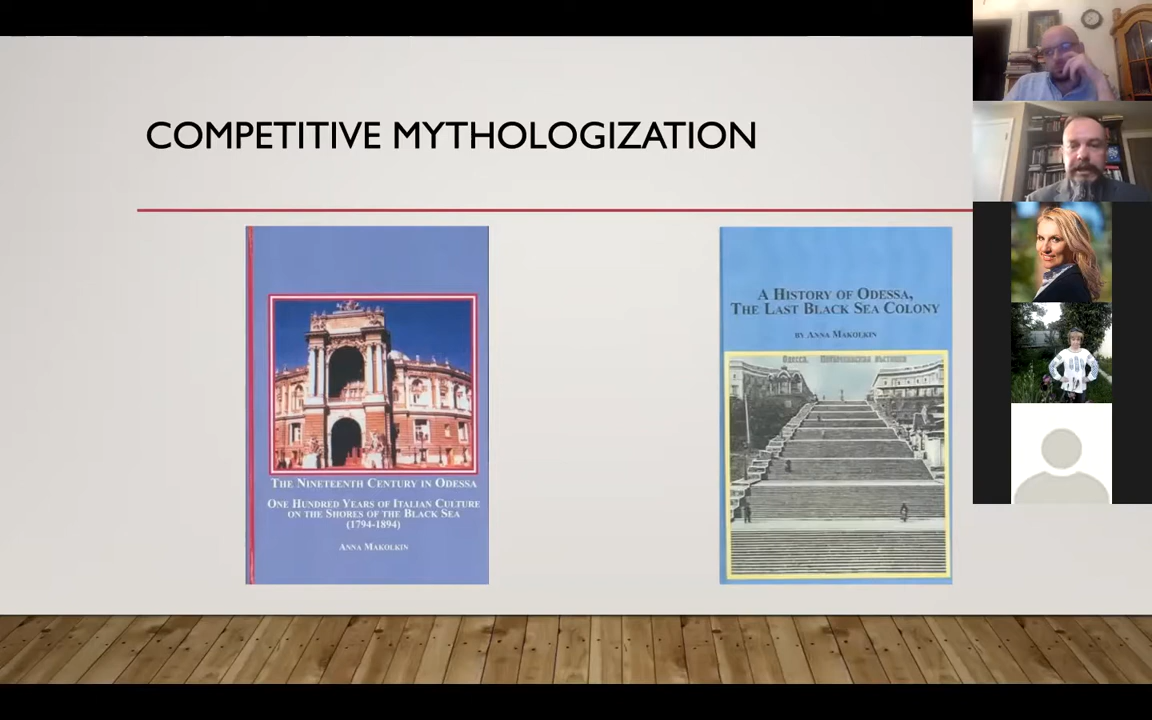 COMPETITIVE MYTHOLOGIZATION
THE NINETEENTH CENTURY IN ODESSA
ONE HUNDRED YEARS OF ITALIAN CULTURE
ON THE SHORES OF THE BLACK SEA
(1794-1894)
ANNA MAKOLKIN
A HISTORY OF ODESSA,
THE LAST BLACK SEA COLONY
BY ANNA MAKOLKIN
Одесса.